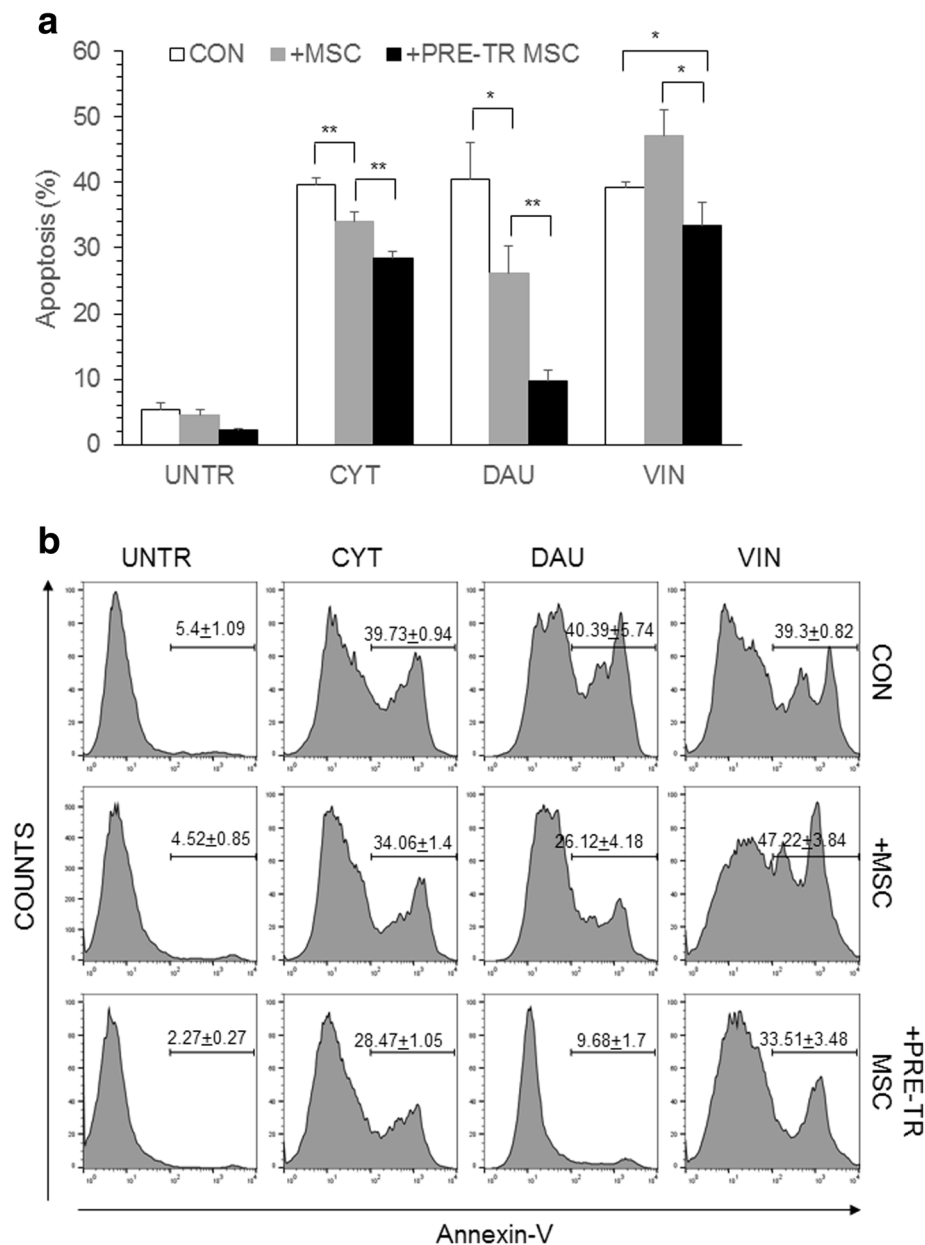 a
60
CON +MSC +PRE-TR MSC
*
*
50
*
**
**
40
**
30
20
10
0
Apoptosis (%)
UNTR CYT DAU VIN
b
UNTR CYT DAU VIN
5.4±1.09 39.73±0.94 40.39±5.74 39.3±0.82
CON
4.52±0.85 34.06±1.4 26.12±4.18 47.22±3.84
+MSC
2.27±0.27 28.47±1.05 9.68±1.7 33.51±3.48
+PRE-TR
MSC
COUNTS
Annexin-V